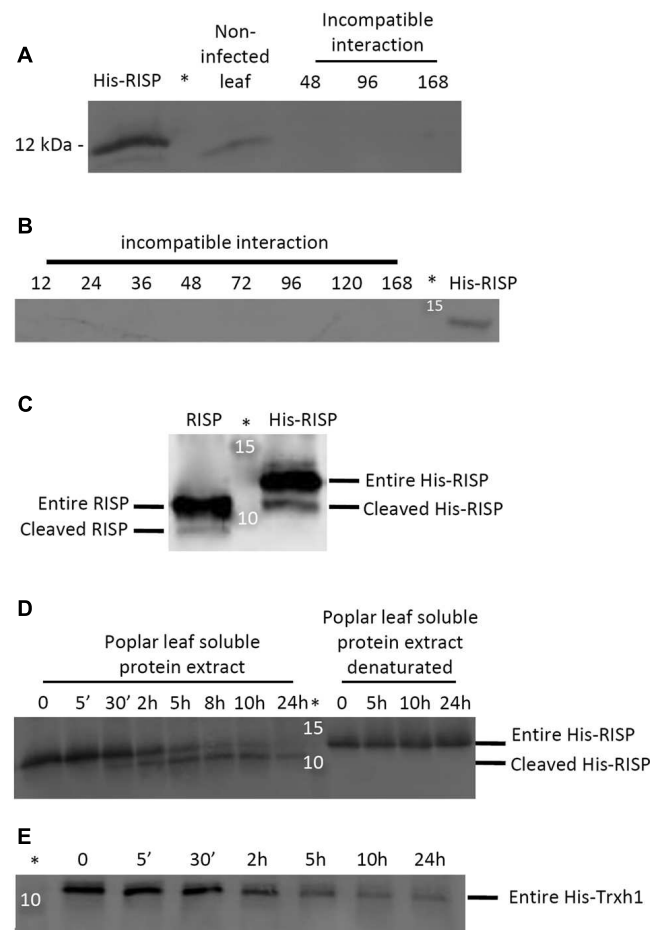 A
His-RISP * Non-infected leaf
Incompatible interaction
48 96 168
12 kDa -
B
incompatible interaction
12 24 36 48 72 96 120 168 * His-RISP
15
C
RISP * His-RISP
15
Entire His-RISP
Entire RISP
Cleaved His-RISP
10
Cleaved RISP
D
Poplar leaf soluble
protein extract
Poplar leaf soluble
protein extract
denatured
0 5’ 30’ 2h 5h 8h 10h 24h * 0 5h 10h 24h
15
Entire His-RISP
10
Cleaved His-RISP
E
* 0 5’ 30’ 2h 5h 10h 24h
10
Entire His-Trxh1